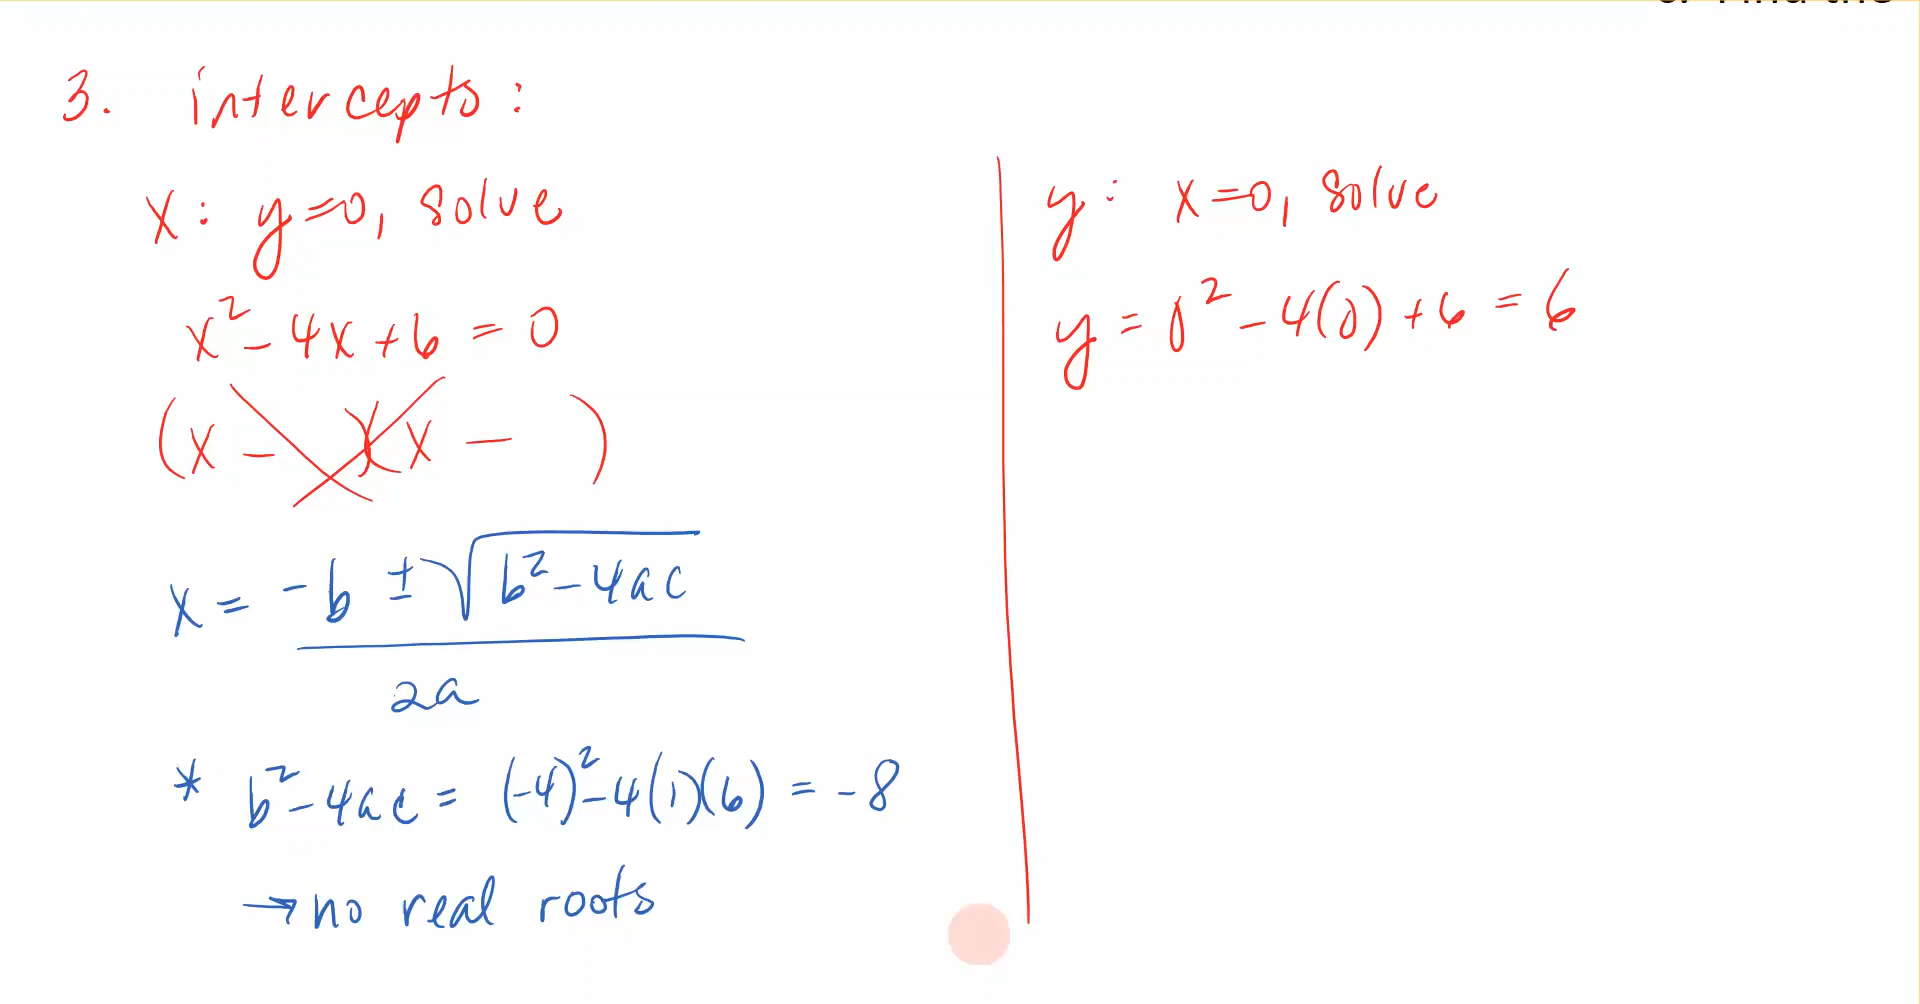 3. intercepts:
x: y=0, solve
x² - 4x + 6 = 0
(x -   )(x -   )
x = -b ± √(b² - 4ac) / 2a
* b² - 4ac = (-4)² - 4(1)(6) = -8
→ no real roots
y: x=0, solve
y = 0² - 4(0) + 6 = 6